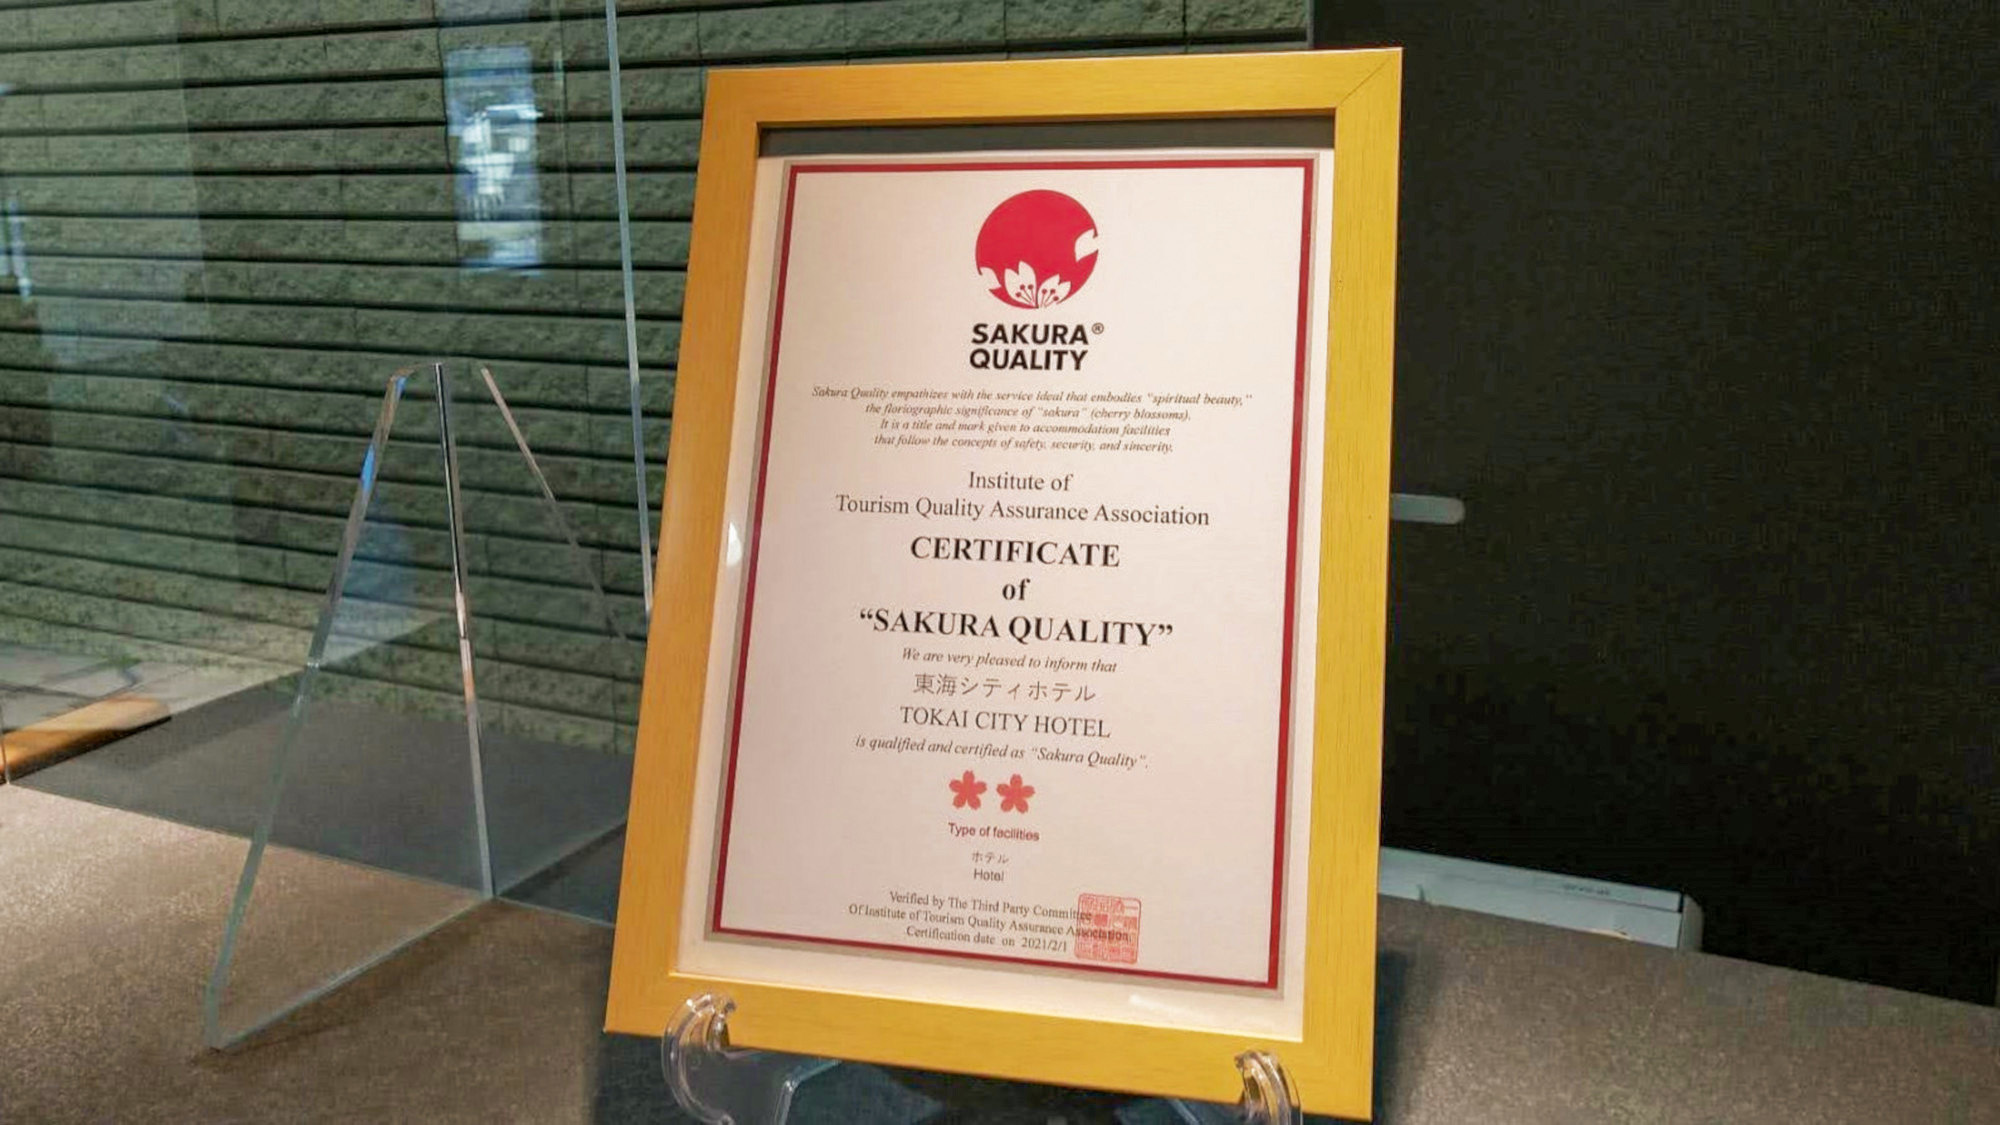 SAKURA®
QUALITY
Sakura Quality empathizes with the service ideal that embodies "spiritual beauty,"
the floriographic significance of "sakura" (cherry blossoms).
It is a title and mark given to accommodation facilities
that follow the concepts of safety, security, and sincerity.
Institute of
Tourism Quality Assurance Association
CERTIFICATE
of
“SAKURA QUALITY”
We are very pleased to inform that
東海シティホテル
TOKAI CITY HOTEL
is qualified and certified as “Sakura Quality”.
Type of facilities
ホテル
Hotel
Verified by The Third Party Committee
Of Institute of Tourism Quality Assurance Association
Certification date on 2021/2/1